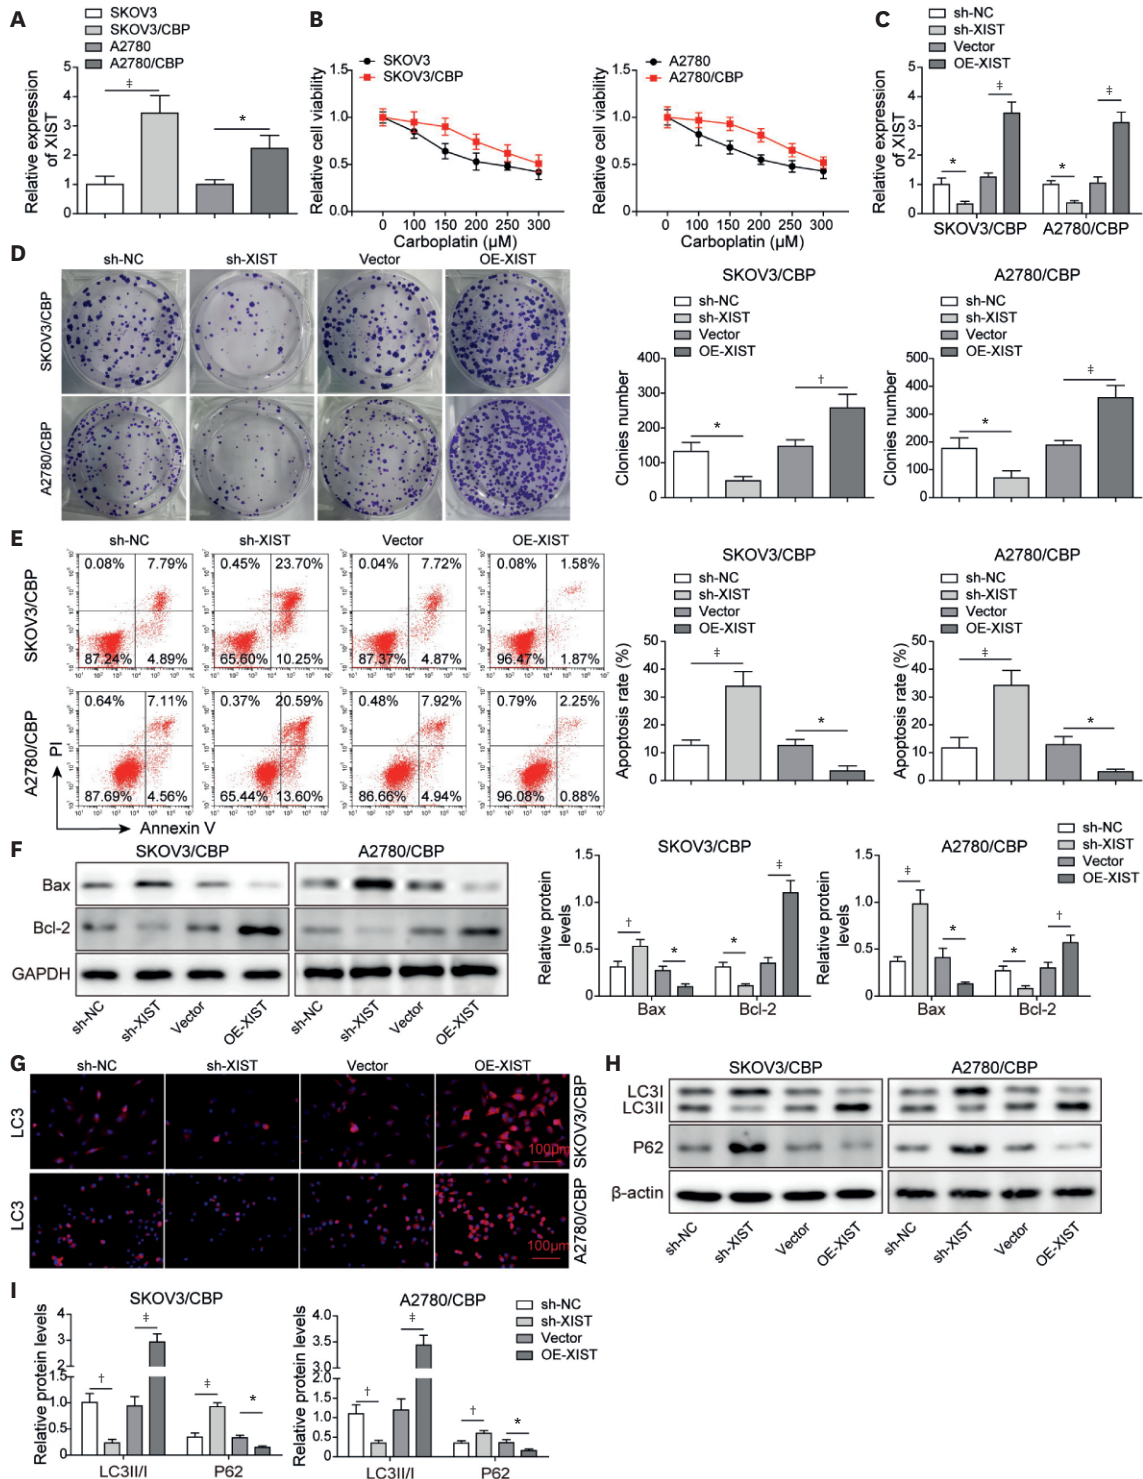 A
SKOV3
SKOV3/CBP
A2780
A2780/CBP
Relative expression
of XIST
5
4
3
2
1
0
‡
*
B
SKOV3
SKOV3/CBP
Relative cell viability
1.5
1.0
0.5
0.0
0 100 150 200 250 300
Carboplatin (μM)
A2780
A2780/CBP
Relative cell viability
1.5
1.0
0.5
0
0 100 150 200 250 300
Carboplatin (μM)
C
sh-NC
sh-XIST
Vector
OE-XIST
Relative expression
of XIST
5
4
3
2
1
0
* ‡ * ‡
SKOV3/CBP A2780/CBP
D
sh-NC sh-XIST Vector OE-XIST
SKOV3/CBP
A2780/CBP
SKOV3/CBP
sh-NC
sh-XIST
Vector
OE-XIST
Clonies number
400
300
200
100
0
* †
A2780/CBP
sh-NC
sh-XIST
Vector
OE-XIST
Clonies number
500
400
300
200
100
0
* ‡
E
sh-NC sh-XIST Vector OE-XIST
SKOV3/CBP
0.08% 7.79% 0.45% 23.70% 0.04% 7.72% 0.08% 1.58%
87.24% 4.89% 65.60% 10.25% 87.37% 4.87% 96.47% 1.87%
A2780/CBP
0.64% 7.11% 0.37% 20.59% 0.48% 7.92% 0.79% 2.25%
87.69% 4.56% 65.44% 13.60% 86.66% 4.94% 96.08% 0.88%
PI
Annexin V
SKOV3/CBP
sh-NC
sh-XIST
Vector
OE-XIST
Apoptosis rate (%)
50
40
30
20
10
0
‡ *
A2780/CBP
sh-NC
sh-XIST
Vector
OE-XIST
Apoptosis rate (%)
50
40
30
20
10
0
‡ *
F
SKOV3/CBP A2780/CBP
Bax
Bcl-2
GAPDH
sh-NC sh-XIST Vector OE-XIST sh-NC sh-XIST Vector OE-XIST
SKOV3/CBP
Relative protein
levels
1.5
1.0
0.5
0
† * * ‡
Bax Bcl-2
A2780/CBP
Relative protein
levels
1.5
1.0
0.5
0
‡ * * †
Bax Bcl-2
sh-NC
sh-XIST
Vector
OE-XIST
G
sh-NC sh-XIST Vector OE-XIST
LC3
100μm
SKOV3/CBP
LC3
100μm
A2780/CBP
H
SKOV3/CBP A2780/CBP
LC3I
LC3II
P62
β-actin
sh-NC sh-XIST Vector OE-XIST sh-NC sh-XIST Vector OE-XIST
I
SKOV3/CBP
Relative protein levels
4
3
2
1.5
1.0
0.5
0
† ‡ ‡ *
LC3II/I P62
A2780/CBP
Relative protein levels
4.0
3.5
3.0
2.0
1.5
1.0
0.5
0
† ‡ † *
LC3II/I P62
sh-NC
sh-XIST
Vector
OE-XIST